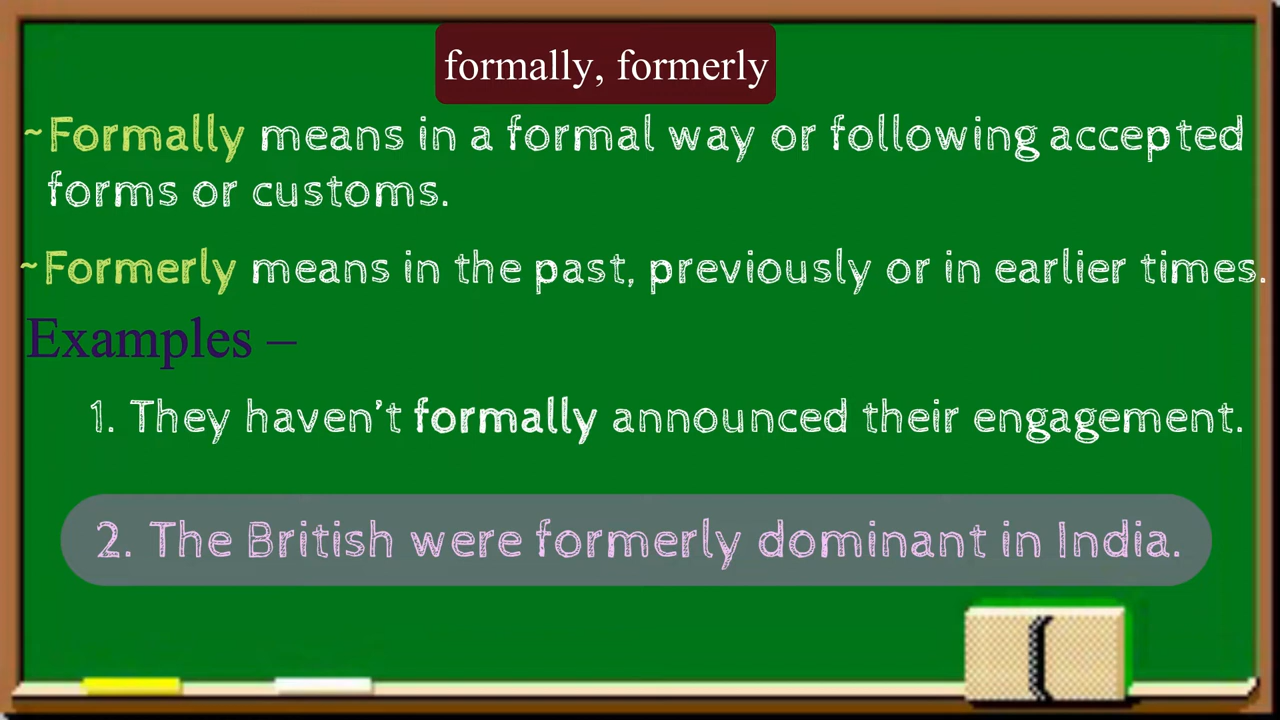 formally, formerly
~Formally means in a formal way or following accepted
forms or customs.
~Formerly means in the past, previously or in earlier times.
Examples –
1. They haven't formally announced their engagement.
2. The British were formerly dominant in India.